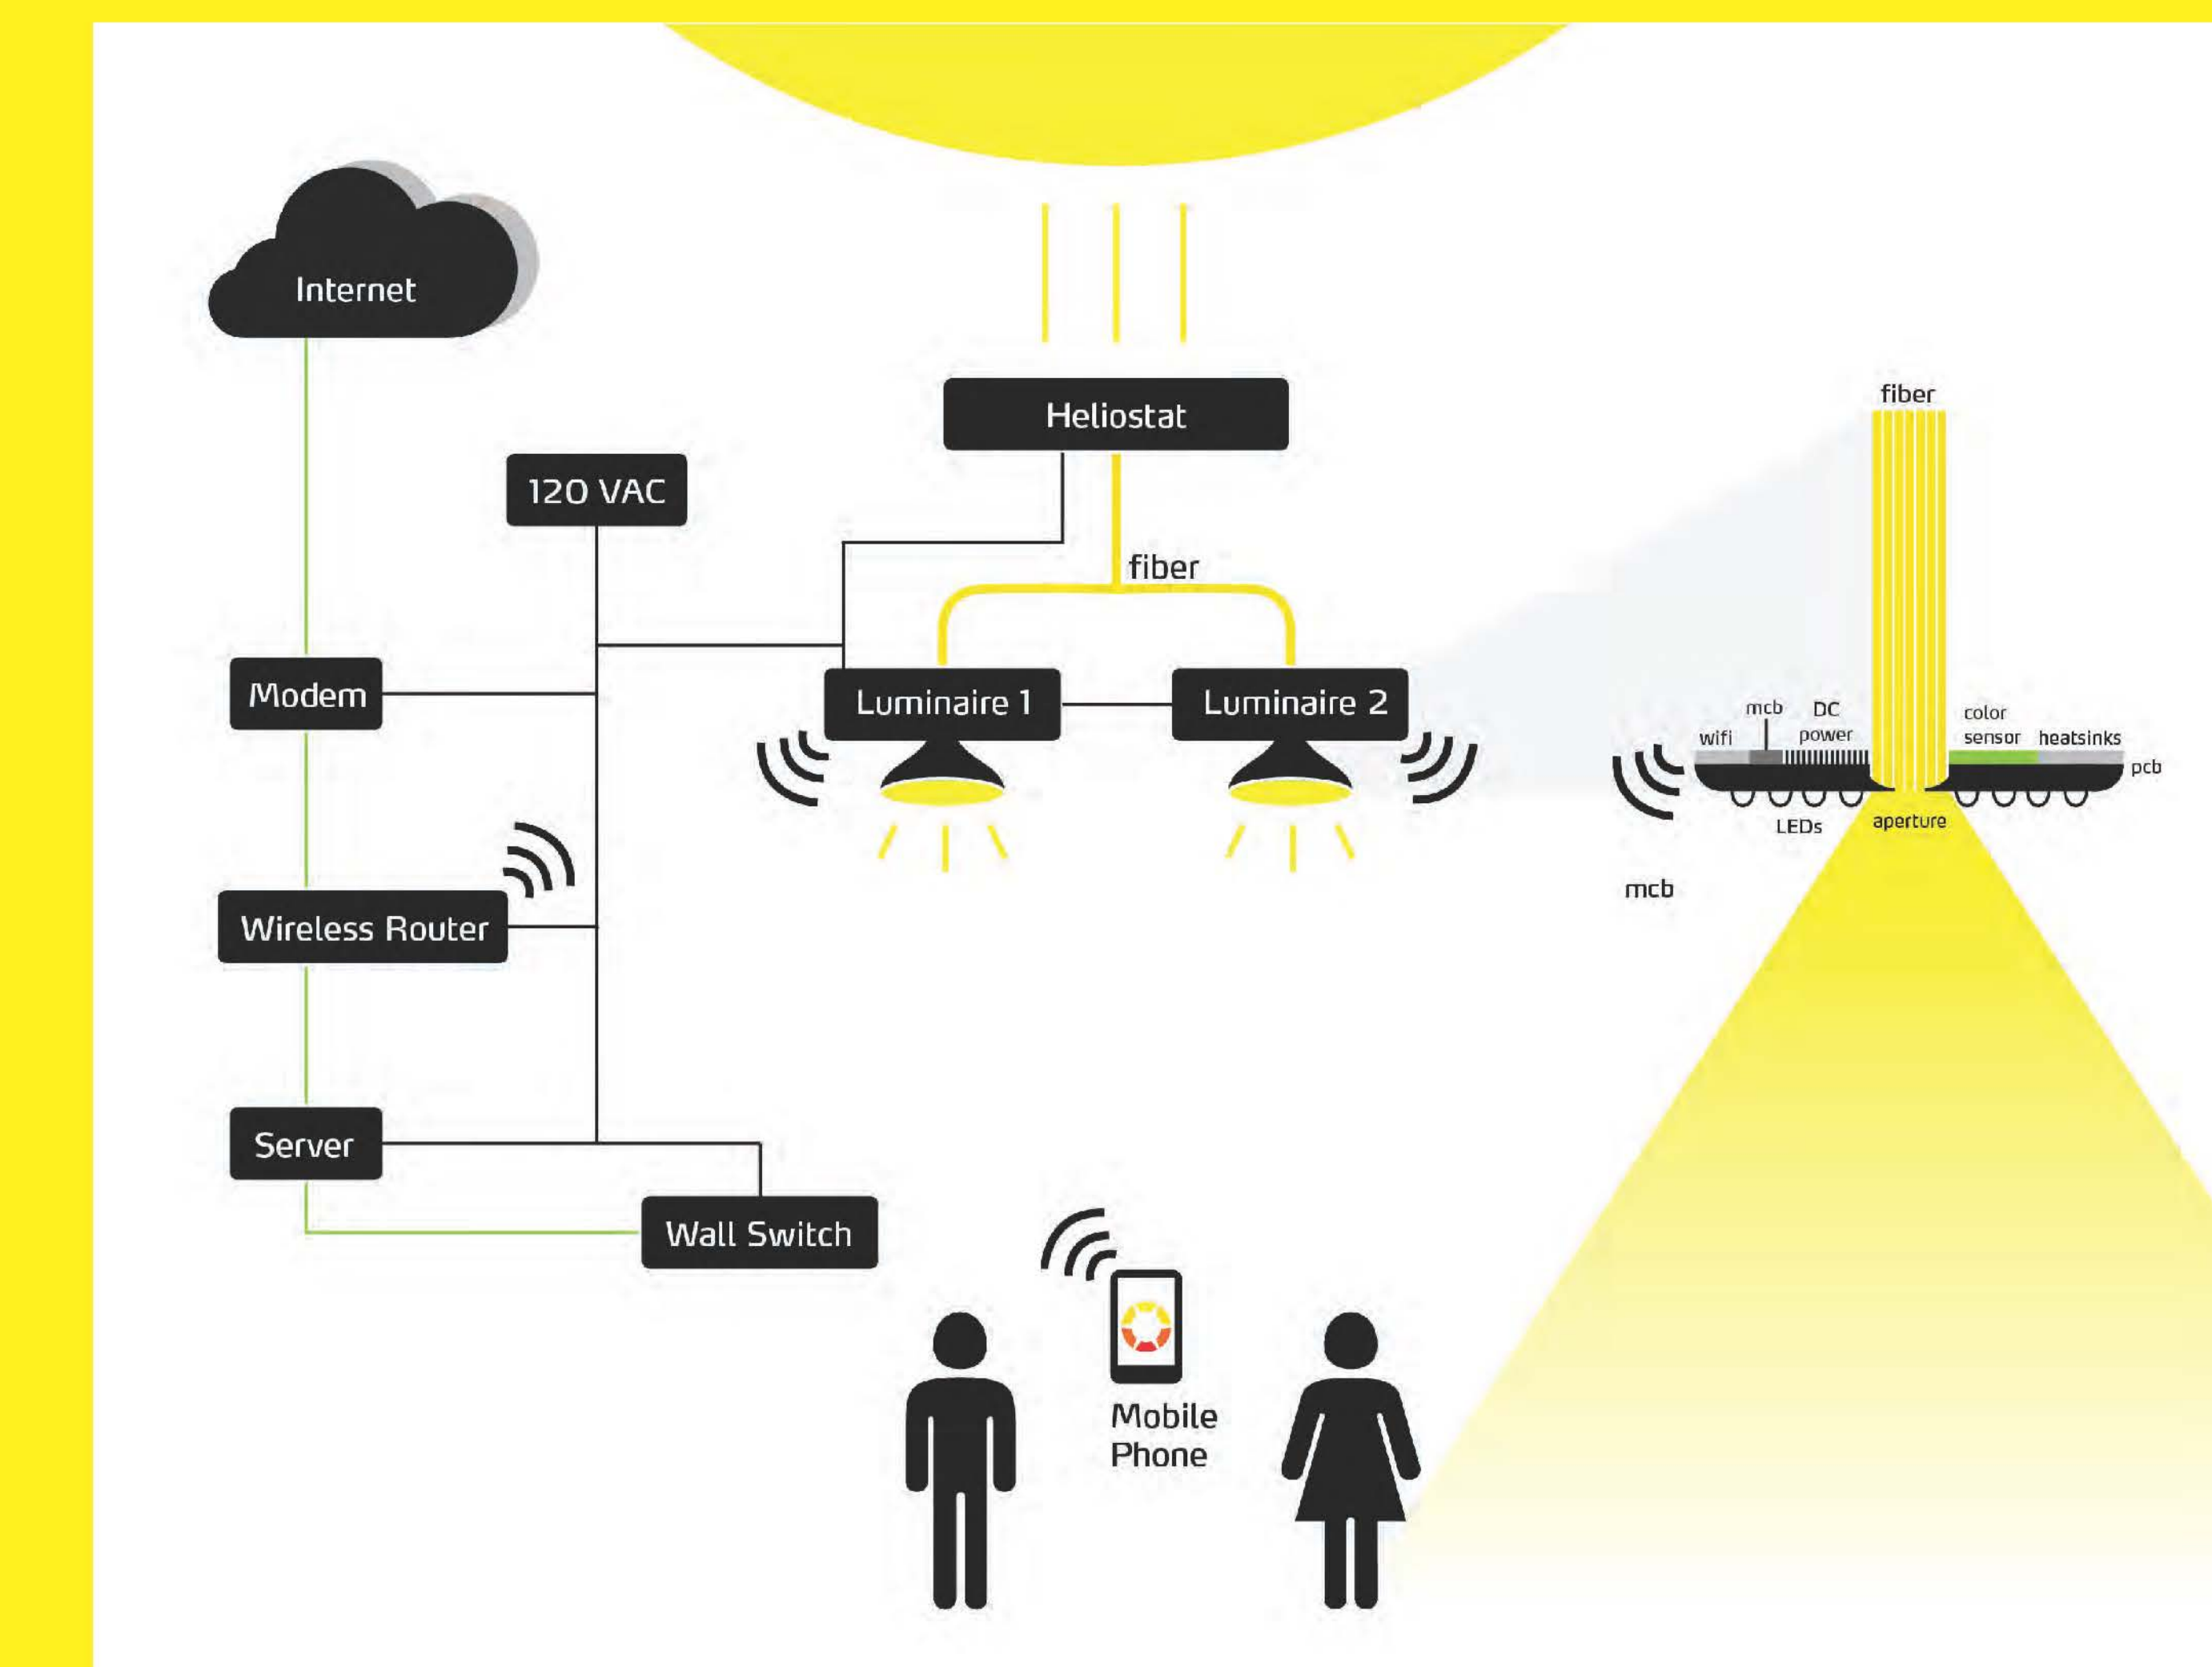 Internet
Heliostat
120 VAC
fiber
Modem
Luminaire 1
Luminaire 2
Wireless Router
Server
Wall Switch
Mobile
Phone
fiber
mcb
DC
power
wifi
color
sensor
heatsinks
pcb
LEDs
aperture
mcb